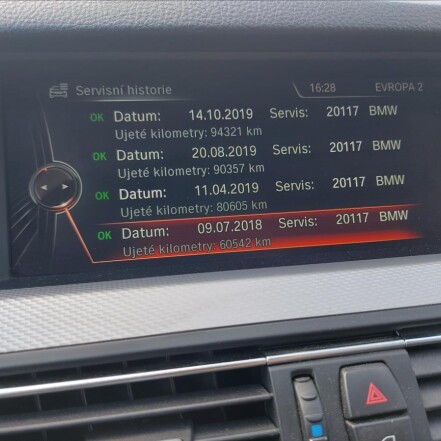 Servisní historie 16:28 EVROPA 2
OK Datum: 14.10.2019 Servis: 20117 BMW
Ujeté kilometry: 94321 km
OK Datum: 20.08.2019 Servis: 20117 BMW
Ujeté kilometry: 90357 km
OK Datum: 11.04.2019 Servis: 20117 BMW
Ujeté kilometry: 80605 km
OK Datum: 09.07.2018 Servis: 20117 BMW
Ujeté kilometry: 60542 km